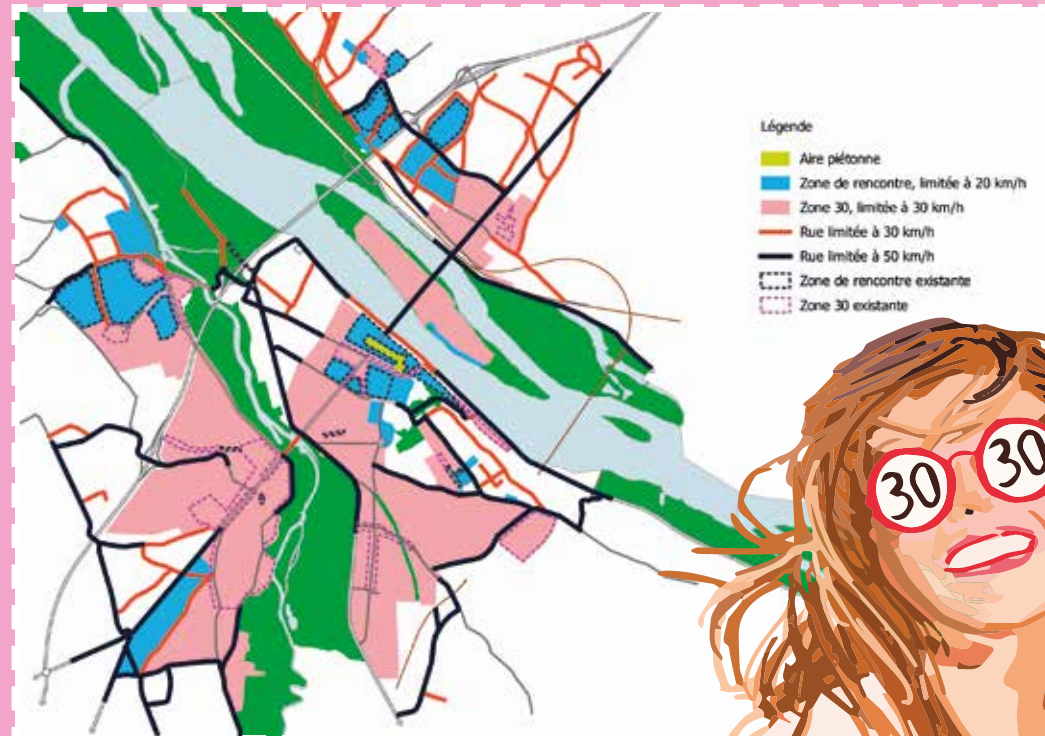 Légende
Aire piétonne
Zone de rencontre, limitée à 20 km/h
Zone 30, limitée à 30 km/h
Rue limitée à 30 km/h
Rue limitée à 50 km/h
Zone de rencontre existante
Zone 30 existante
30 30